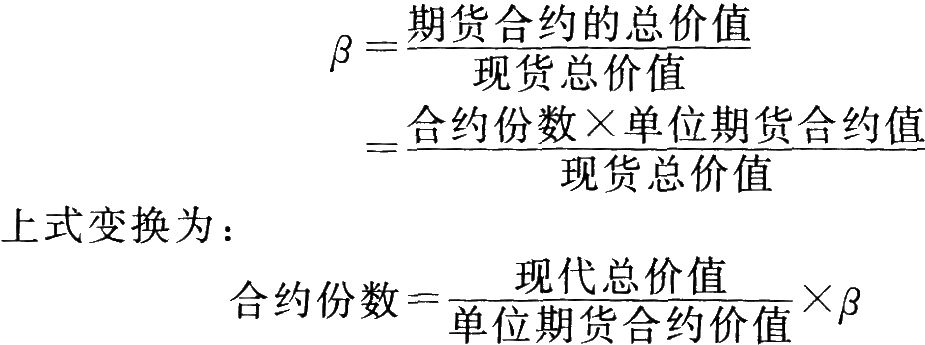 β=期货合约的总价值/现货总价值
=合约份数×单位期货合约值/现货总价值
上式变换为:
合约份数=现代总价值/单位期货合约价值×β